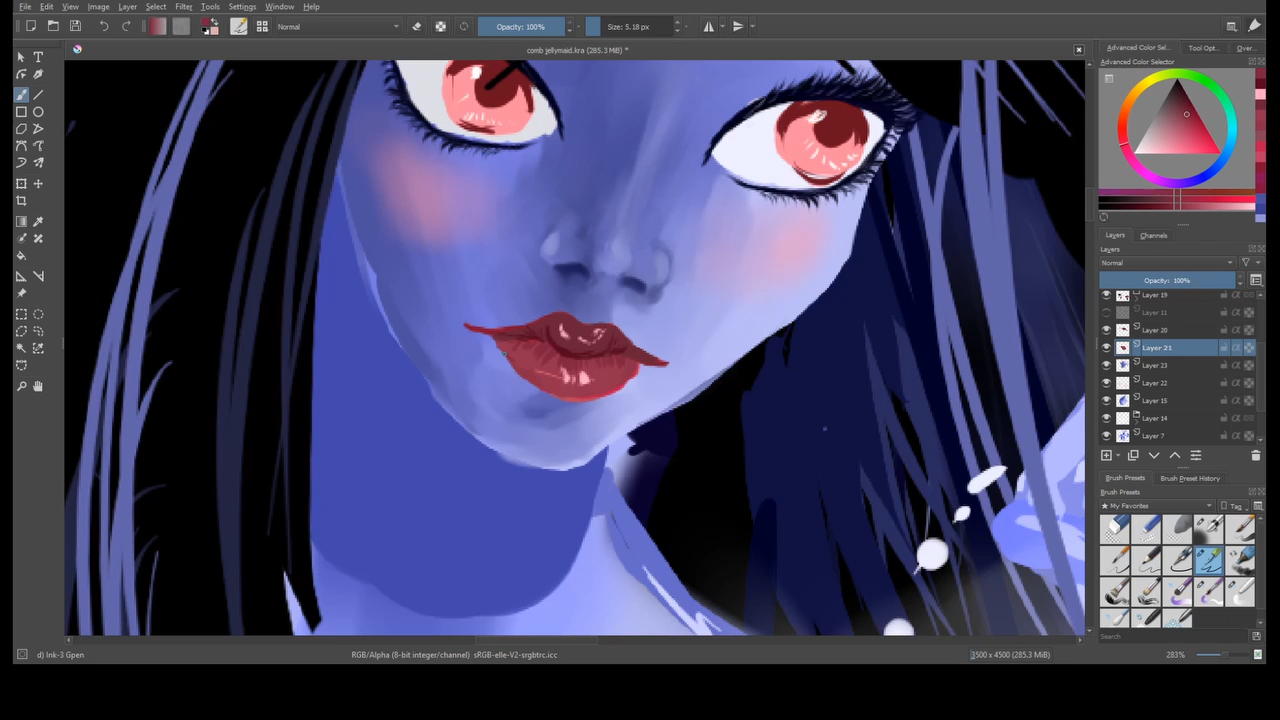 File Edit View Image Layer Select Filter Tools Settings Window Help
Normal Opacity: 100% Size: 5.18 px
comb jellymaid.kra (285.3 MiB) *
Advanced Color Sel... Tool Opt... Over...
Advanced Color Selector
Layers Channels
Layers
Normal
Opacity: 100%
Layer 19
Layer 11
Layer 20
Layer 21
Layer 23
Layer 22
Layer 15
Layer 14
Layer 7
Brush Presets Brush Preset History
Brush Presets
My Favorites Tag
Search
d) Ink-3 Gpen RGB/Alpha (8-bit integer/channel) sRGB-elle-V2-srgbtrc.icc 3500 x 4500 (285.3 MiB) 283%